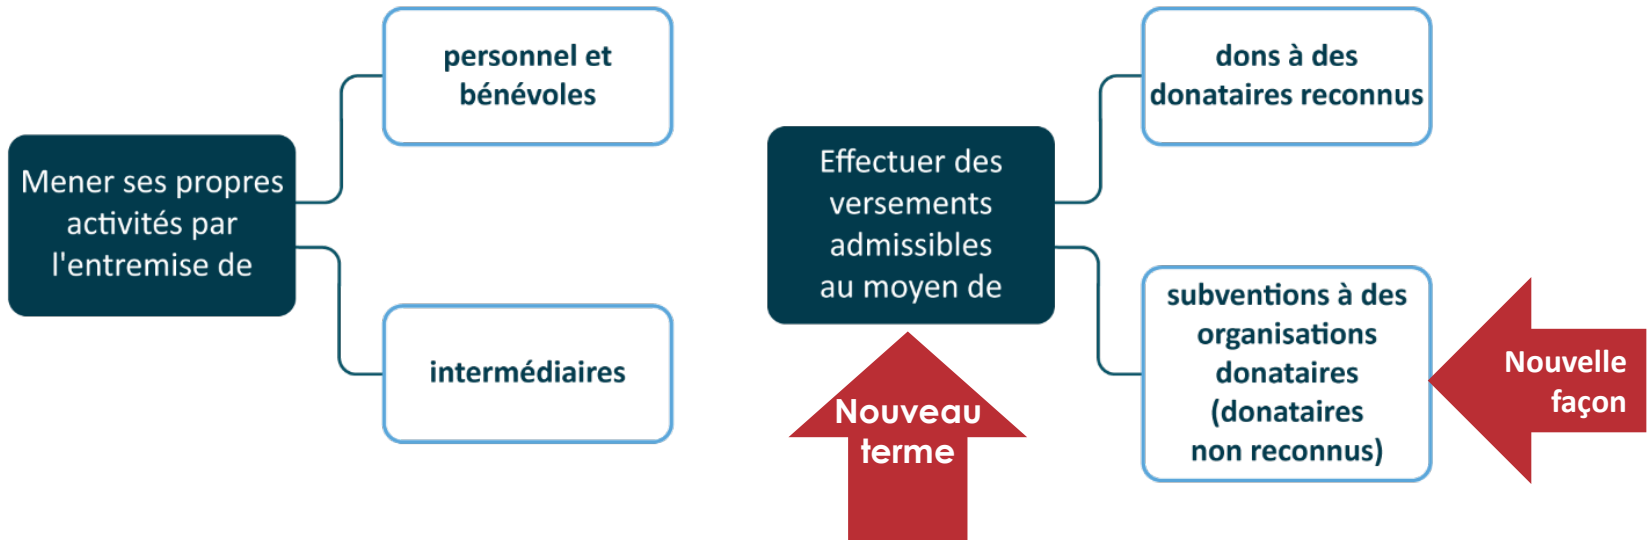 Mener ses propres
activités par
l'entremise de
personnel et
bénévoles
intermédiaires
Effectuer des
versements
admissibles
au moyen de
dons à des
donataires reconnus
subventions à des
organisations
donataires
(donataires
non reconnus)
Nouveau
terme
Nouvelle
façon